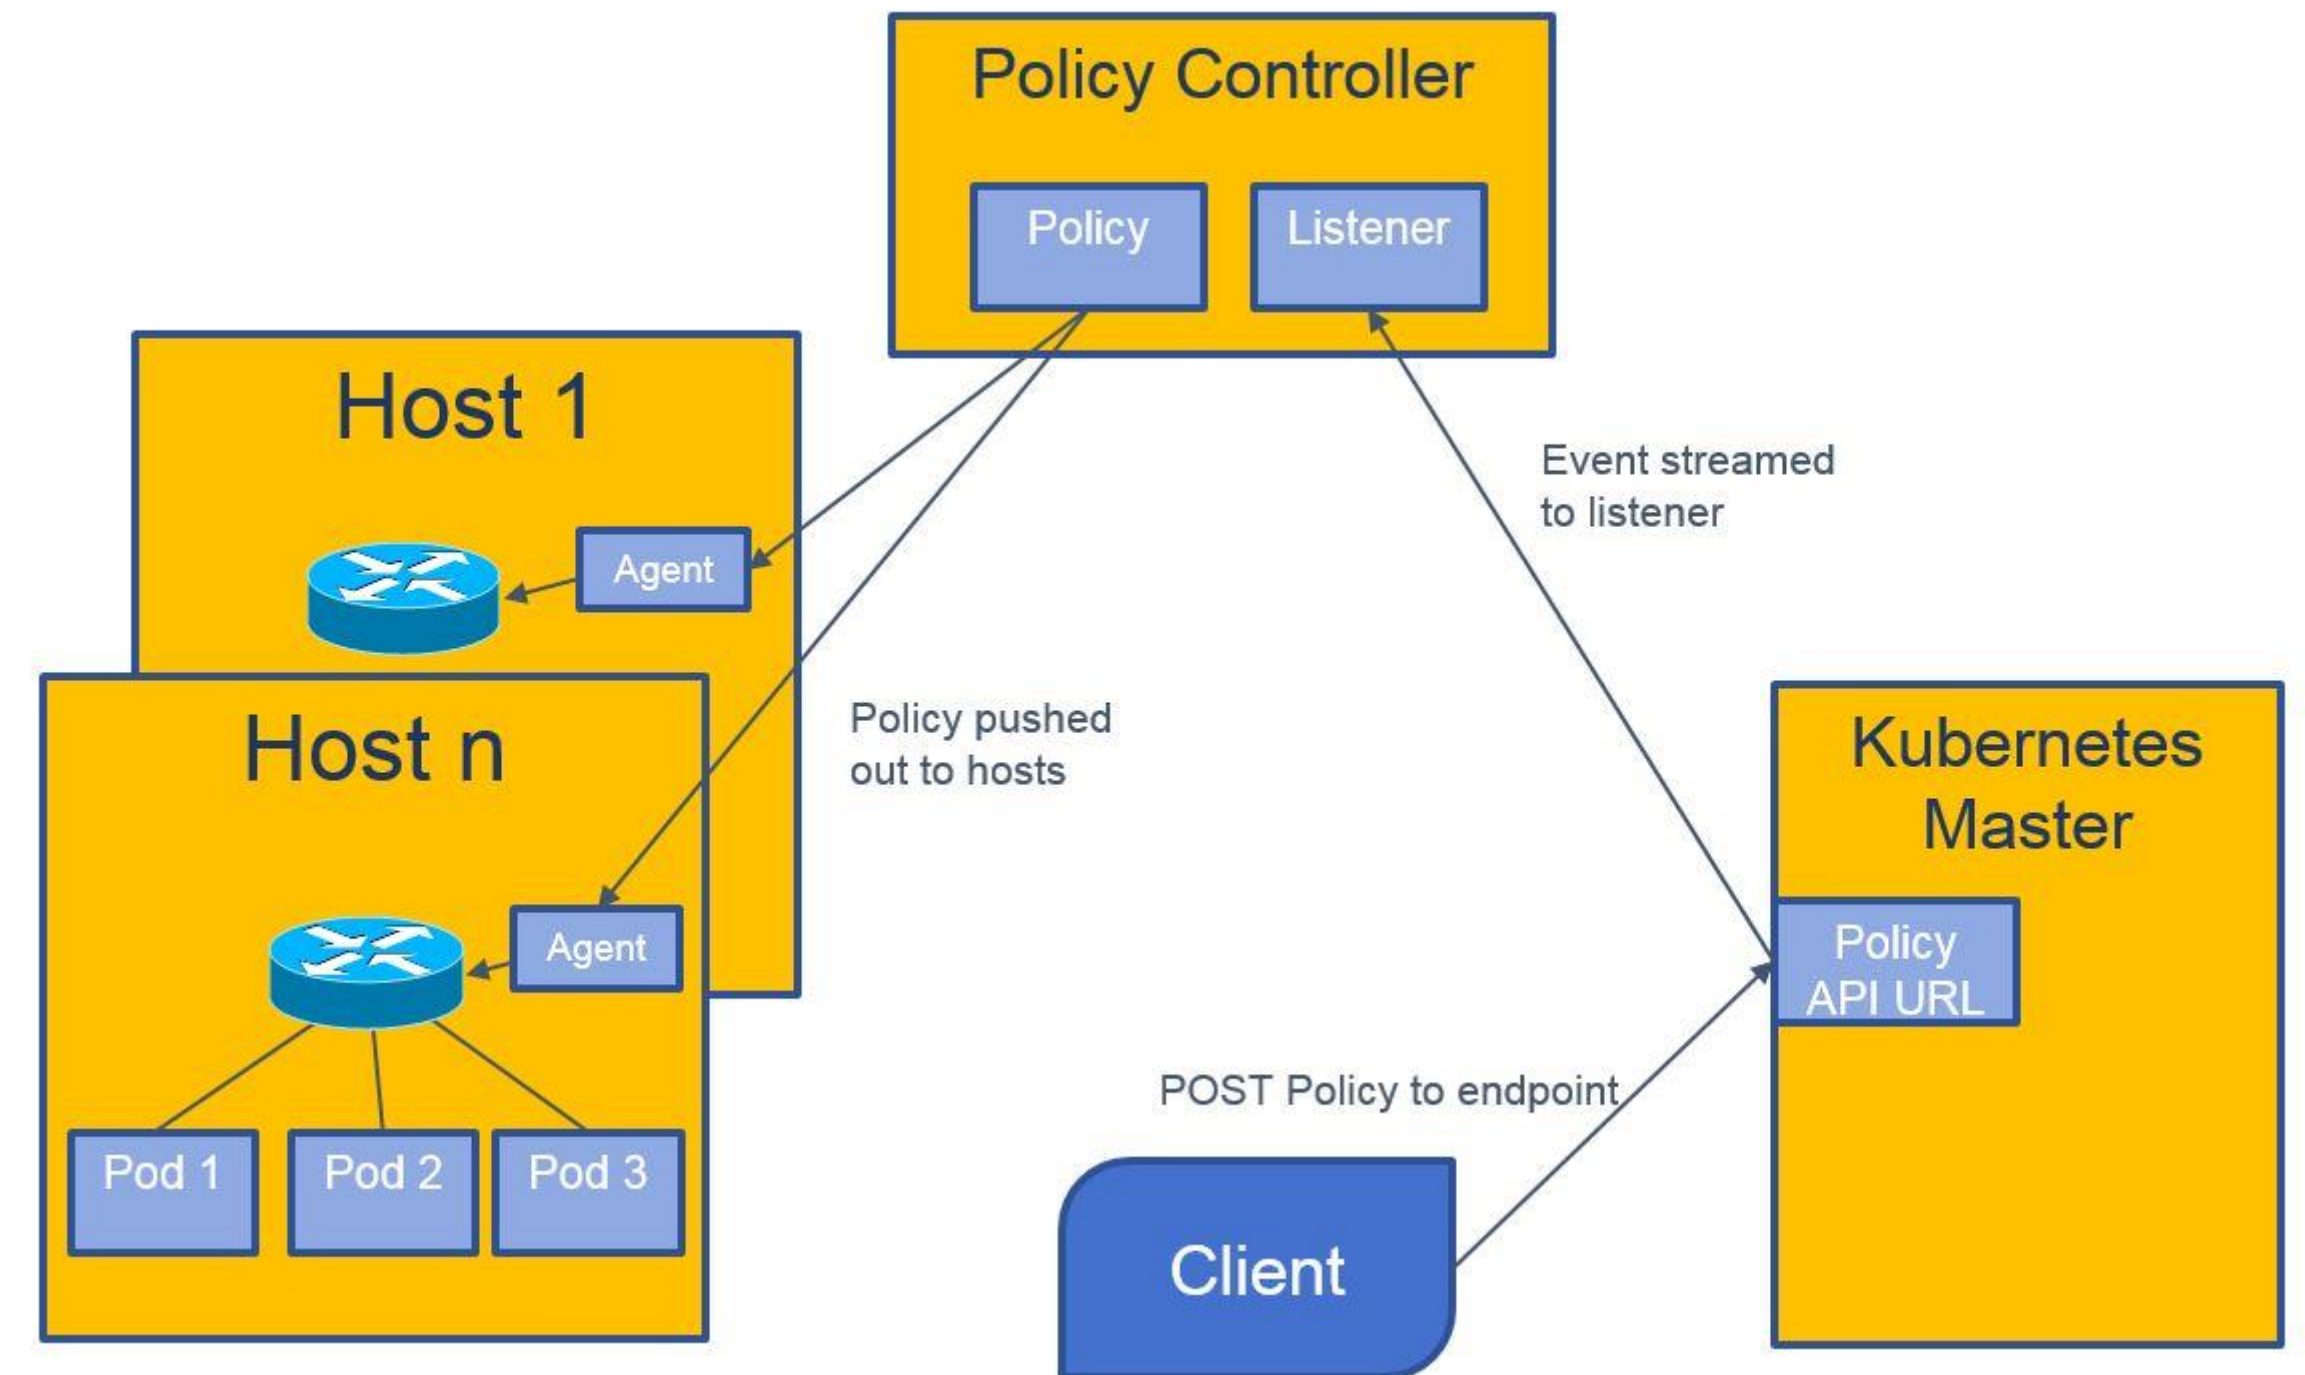 Policy Controller
Policy
Listener
Host 1
Agent
Event streamed
to listener
Host n
Agent
Pod 1
Pod 2
Pod 3
Policy pushed
out to hosts
Kubernetes
Master
Policy
API URL
POST Policy to endpoint
Client